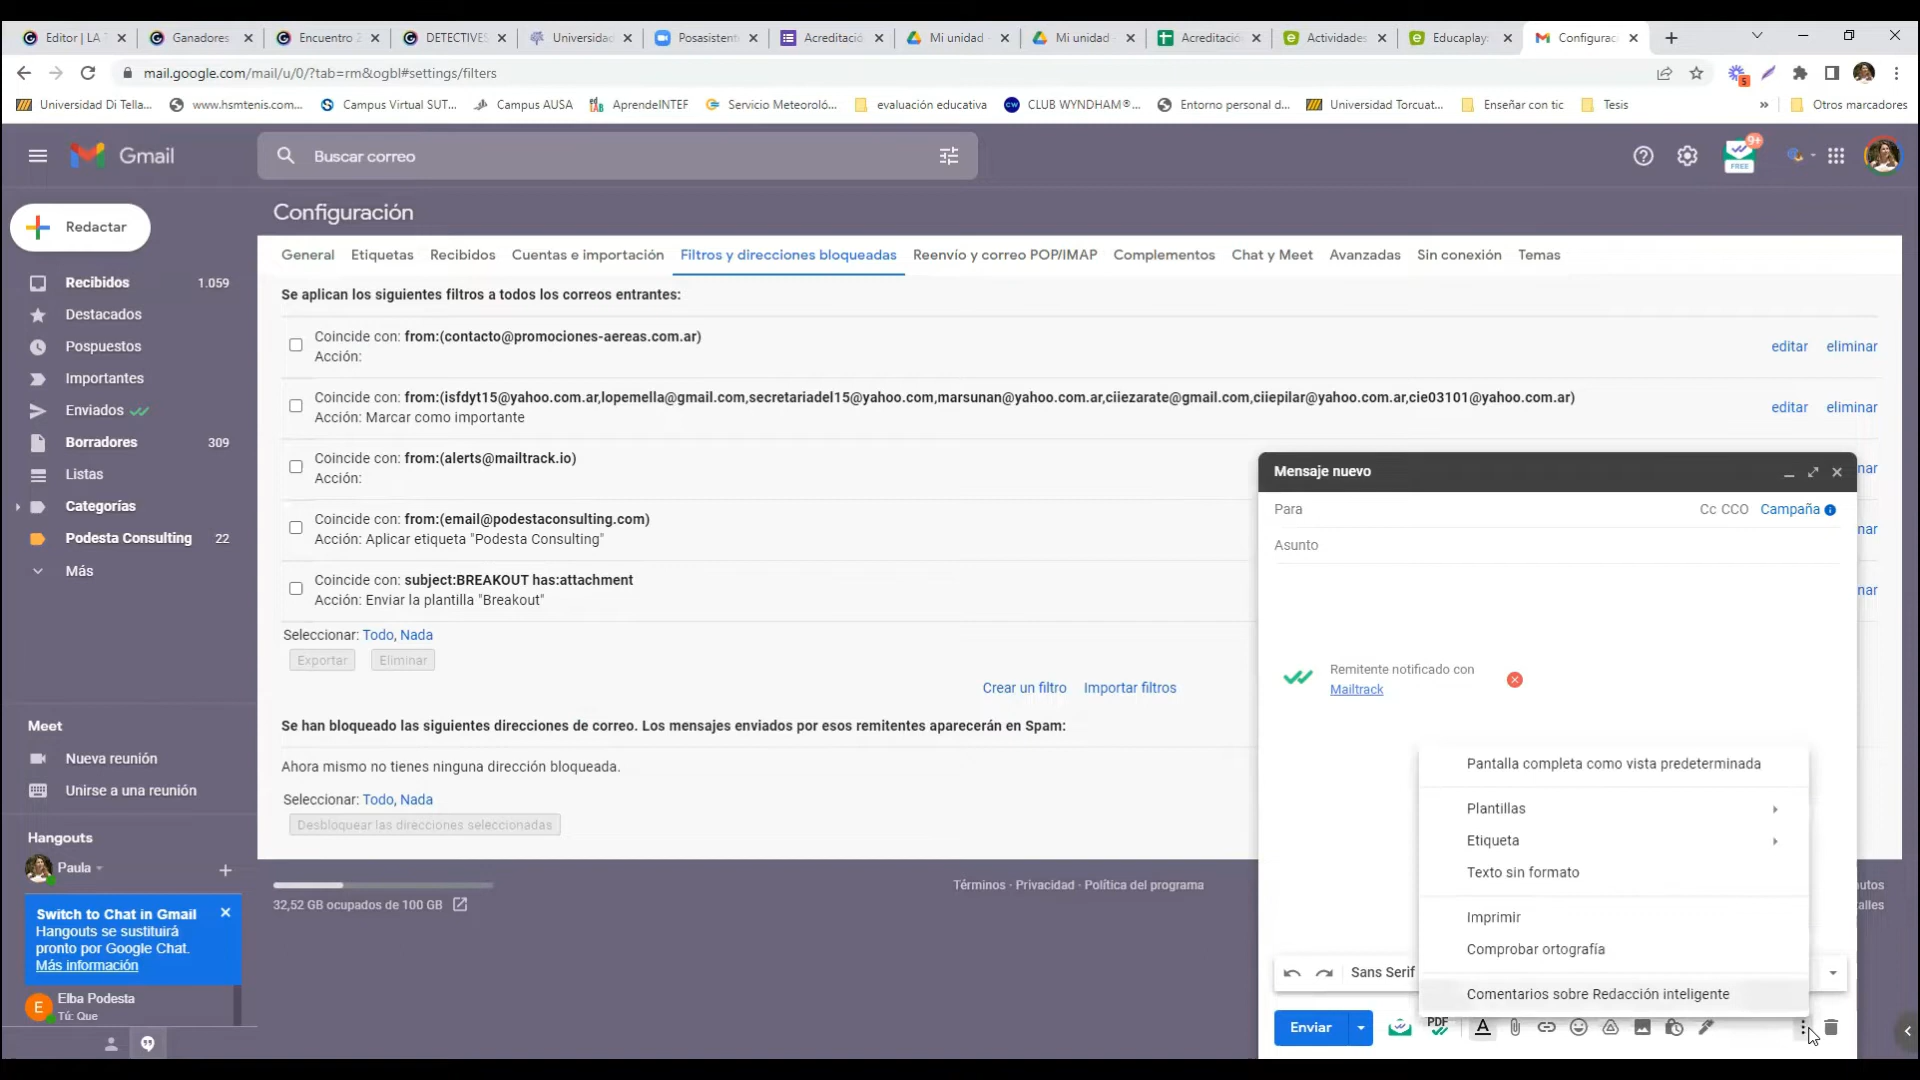 Editor | LA
Ganadores
Encuentro 2
DETECTIVES
Universidad
Posasistent
Acreditació
Mi unidad
Mi unidad
Acreditació
Actividades
Educaplay:
Configurac
mail.google.com/mail/u/0/?tab=rm&ogbl#settings/filters
5
Universidad Di Tella...
www.hsmtenis.com...
Campus Virtual SUT...
Campus AUSA
AprendeINTEF
Servicio Meteoroló...
evaluación educativa
CLUB WYNDHAM®...
Entorno personal d...
Universidad Torcuat...
Enseñar con tic
Tesis
»
Otros marcadores
Gmail
Buscar correo
9+
FREE
Redactar
Recibidos 1.059
Destacados
Pospuestos
Importantes
Enviados
Borradores 309
Listas
Categorías
Podesta Consulting 22
Más
Meet
Nueva reunión
Unirse a una reunión
Hangouts
Paula
Switch to Chat in Gmail
Hangouts se sustituirá
pronto por Google Chat.
Más información
E
Elba Podesta
Tú: Que
Configuración
General Etiquetas Recibidos Cuentas e importación Filtros y direcciones bloqueadas Reenvío y correo POP/IMAP Complementos Chat y Meet Avanzadas Sin conexión Temas
Se aplican los siguientes filtros a todos los correos entrantes:
Coincide con: from:(contacto@promociones-aereas.com.ar)
Acción:
editar eliminar
Coincide con: from:(isfdyt15@yahoo.com.ar,lopemella@gmail.com,secretariadel15@yahoo.com,marsunan@yahoo.com.ar,ciiezarate@gmail.com,ciiepilar@yahoo.com.ar,cie03101@yahoo.com.ar)
Acción: Marcar como importante
editar eliminar
Coincide con: from:(alerts@mailtrack.io)
Acción:
nar
Coincide con: from:(email@podestaconsulting.com)
Acción: Aplicar etiqueta "Podesta Consulting"
nar
Coincide con: subject:BREAKOUT has:attachment
Acción: Enviar la plantilla "Breakout"
nar
Seleccionar: Todo, Nada
Exportar Eliminar
Crear un filtro Importar filtros
Se han bloqueado las siguientes direcciones de correo. Los mensajes enviados por esos remitentes aparecerán en Spam:
Ahora mismo no tienes ninguna dirección bloqueada.
Seleccionar: Todo, Nada
Desbloquear las direcciones seleccionadas
32,52 GB ocupados de 100 GB
Términos · Privacidad · Política del programa
utos
alles
Mensaje nuevo
Para Cc CCO Campaña
Asunto
Remitente notificado con
Mailtrack
Pantalla completa como vista predeterminada
Plantillas
Etiqueta
Texto sin formato
Imprimir
Comprobar ortografía
Comentarios sobre Redacción inteligente
Sans Serif
Enviar
PDF
A